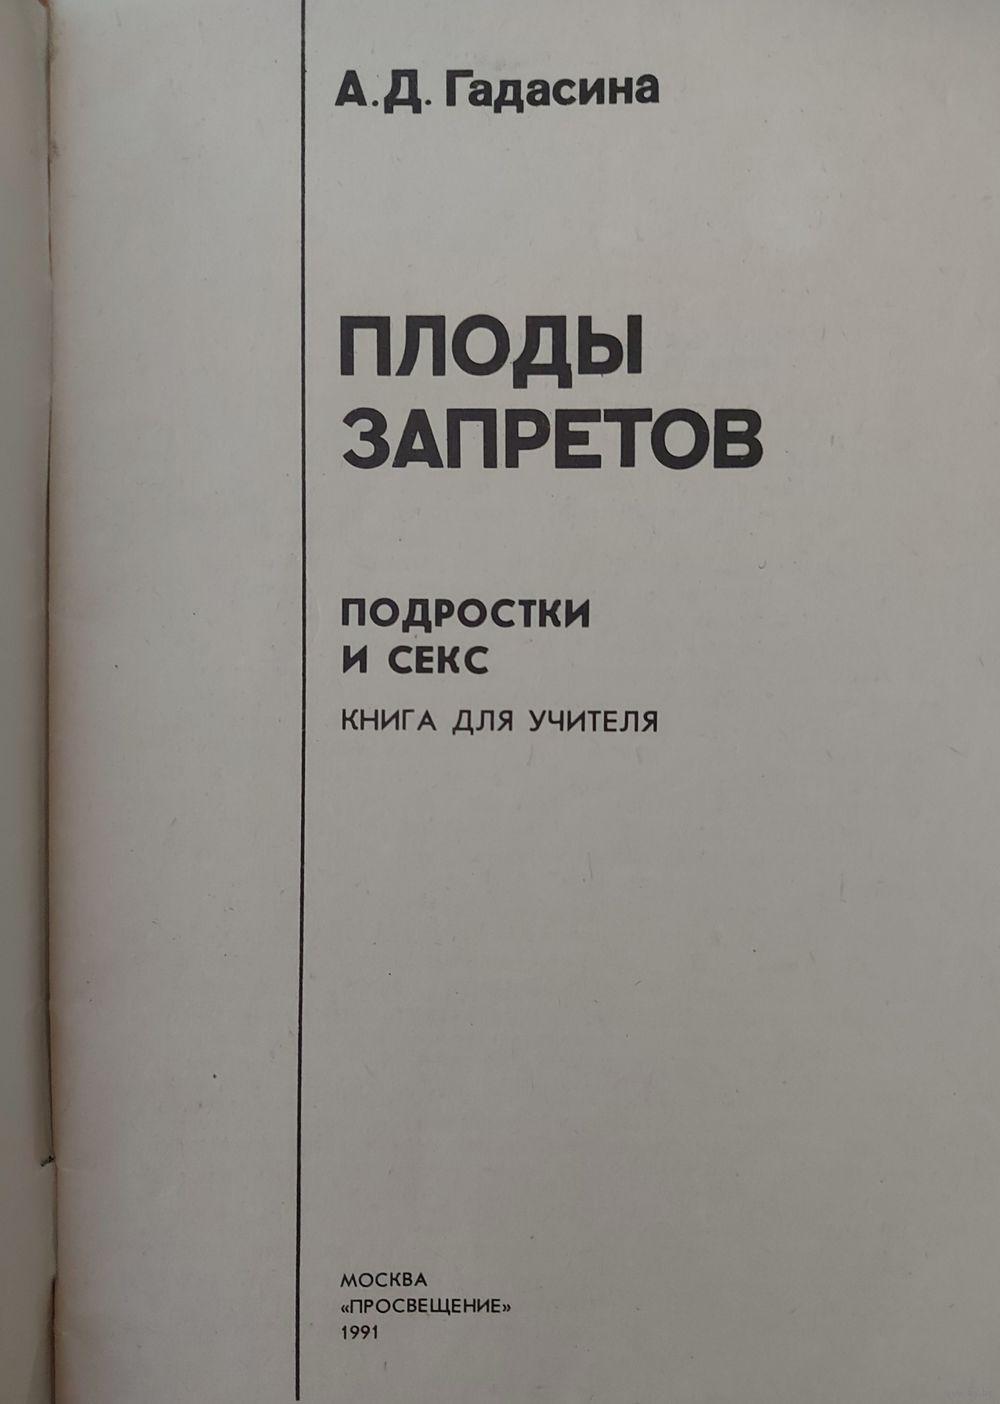 А.Д. Гадасина
ПЛОДЫ
ЗАПРЕТОВ
ПОДРОСТКИ
И СЕКС
КНИГА ДЛЯ УЧИТЕЛЯ
МОСКВА
«ПРОСВЕЩЕНИЕ»
1991